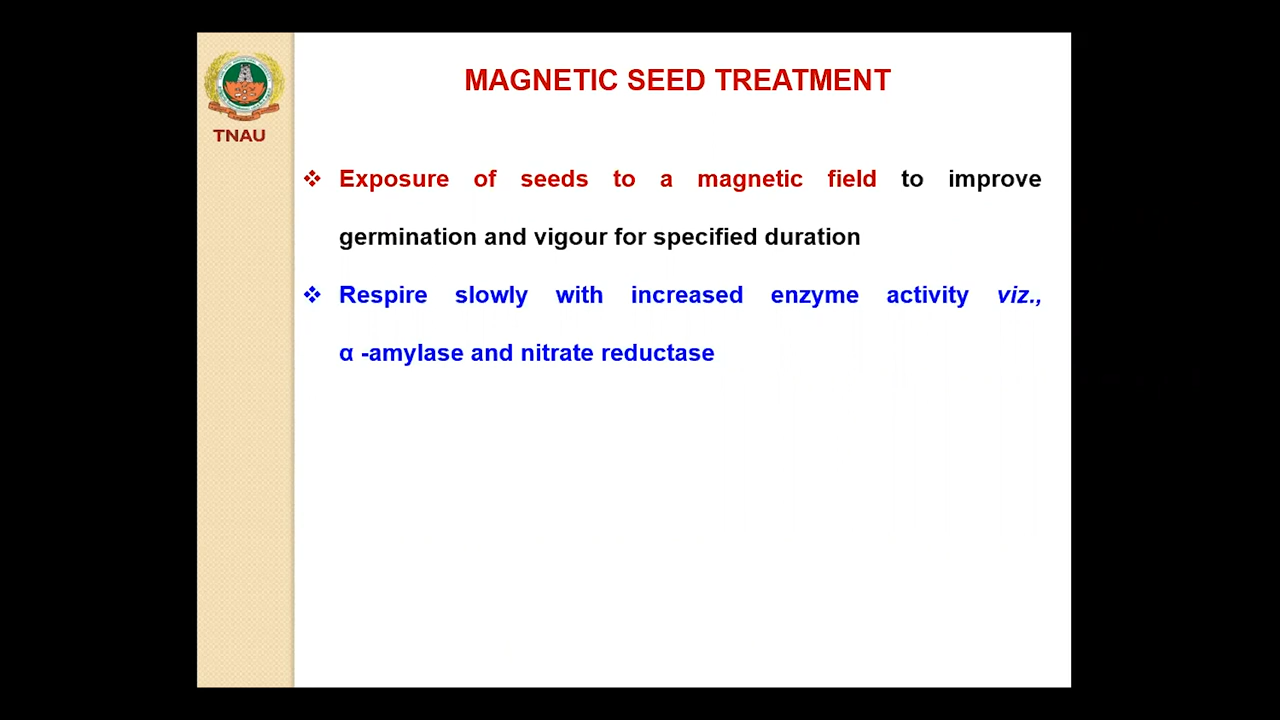 MAGNETIC SEED TREATMENT
TNAU
❖ Exposure of seeds to a magnetic field to improve
germination and vigour for specified duration
❖ Respire slowly with increased enzyme activity viz.,
α -amylase and nitrate reductase